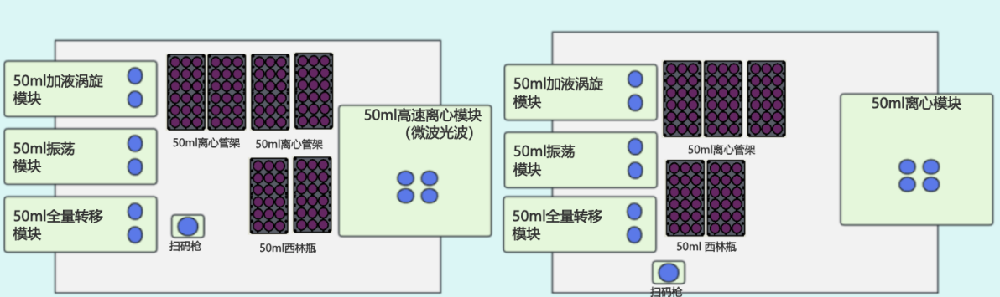 50ml加液涡旋
模块
50ml振荡
模块
50ml全量转移
模块
扫码枪
50ml离心管架
50ml离心管架
50ml西林瓶
50ml高速离心模块
（微波光波）
50ml加液涡旋
模块
50ml振荡
模块
50ml全量转移
模块
50ml离心管架
50ml 西林瓶
扫码枪
50ml离心模块